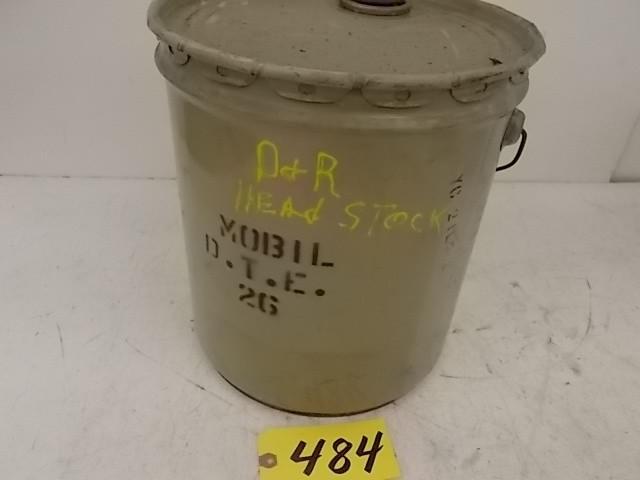 D & R
HEAd STOCK
MOBIL
D.T.E.
26
484